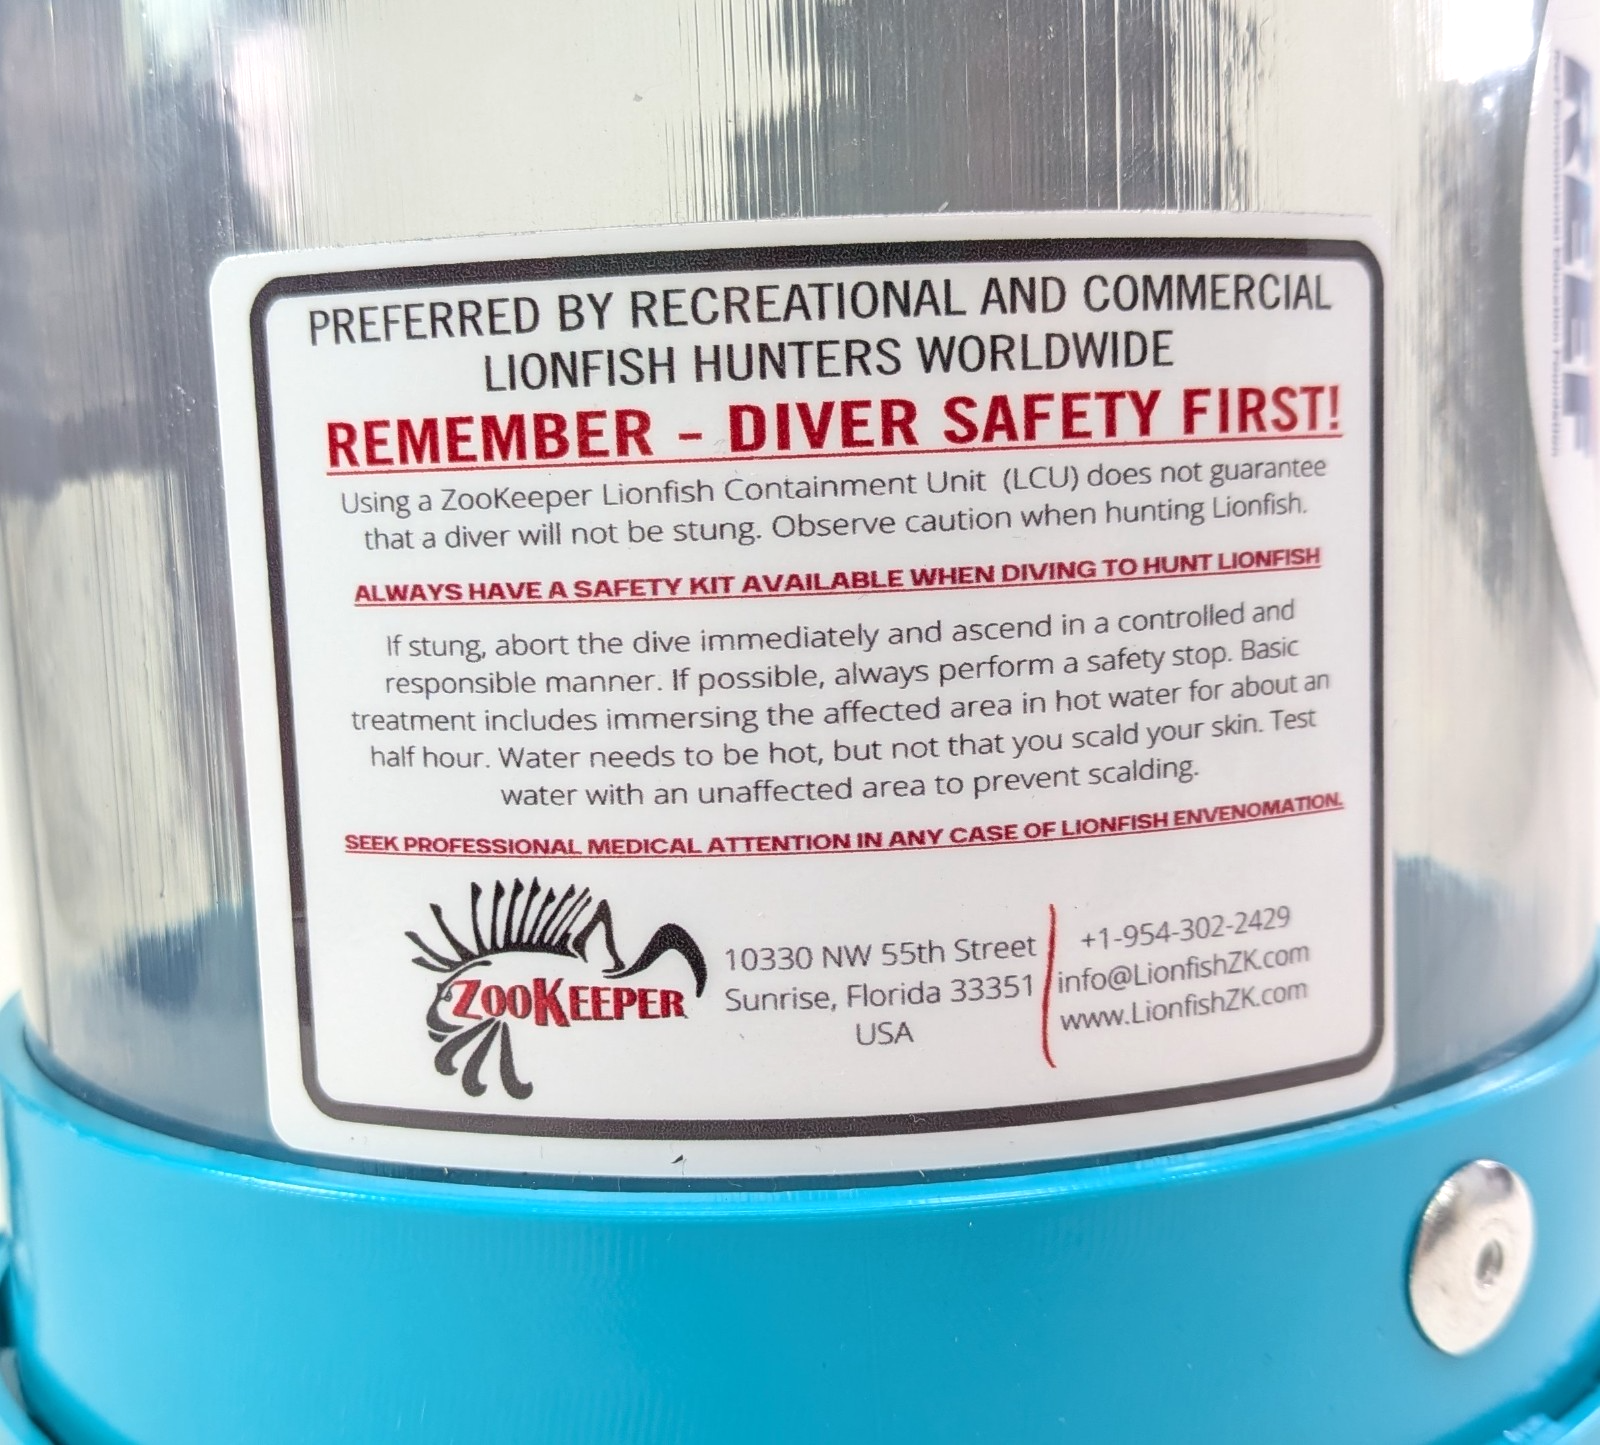 PREFERRED BY RECREATIONAL AND COMMERCIAL
LIONFISH HUNTERS WORLDWIDE
REMEMBER - DIVER SAFETY FIRST!
Using a ZooKeeper Lionfish Containment Unit (LCU) does not guarantee
that a diver will not be stung. Observe caution when hunting Lionfish.
ALWAYS HAVE A SAFETY KIT AVAILABLE WHEN DIVING TO HUNT LIONFISH
If stung, abort the dive immediately and ascend in a controlled and
responsible manner. If possible, always perform a safety stop. Basic
treatment includes immersing the affected area in hot water for about an
half hour. Water needs to be hot, but not that you scald your skin. Test
water with an unaffected area to prevent scalding.
SEEK PROFESSIONAL MEDICAL ATTENTION IN ANY CASE OF LIONFISH ENVENOMATION.
ZOOKEEPER
10330 NW 55th Street
Sunrise, Florida 33351
USA
+1-954-302-2429
info@LionfishZK.com
www.LionfishZK.com
REEF